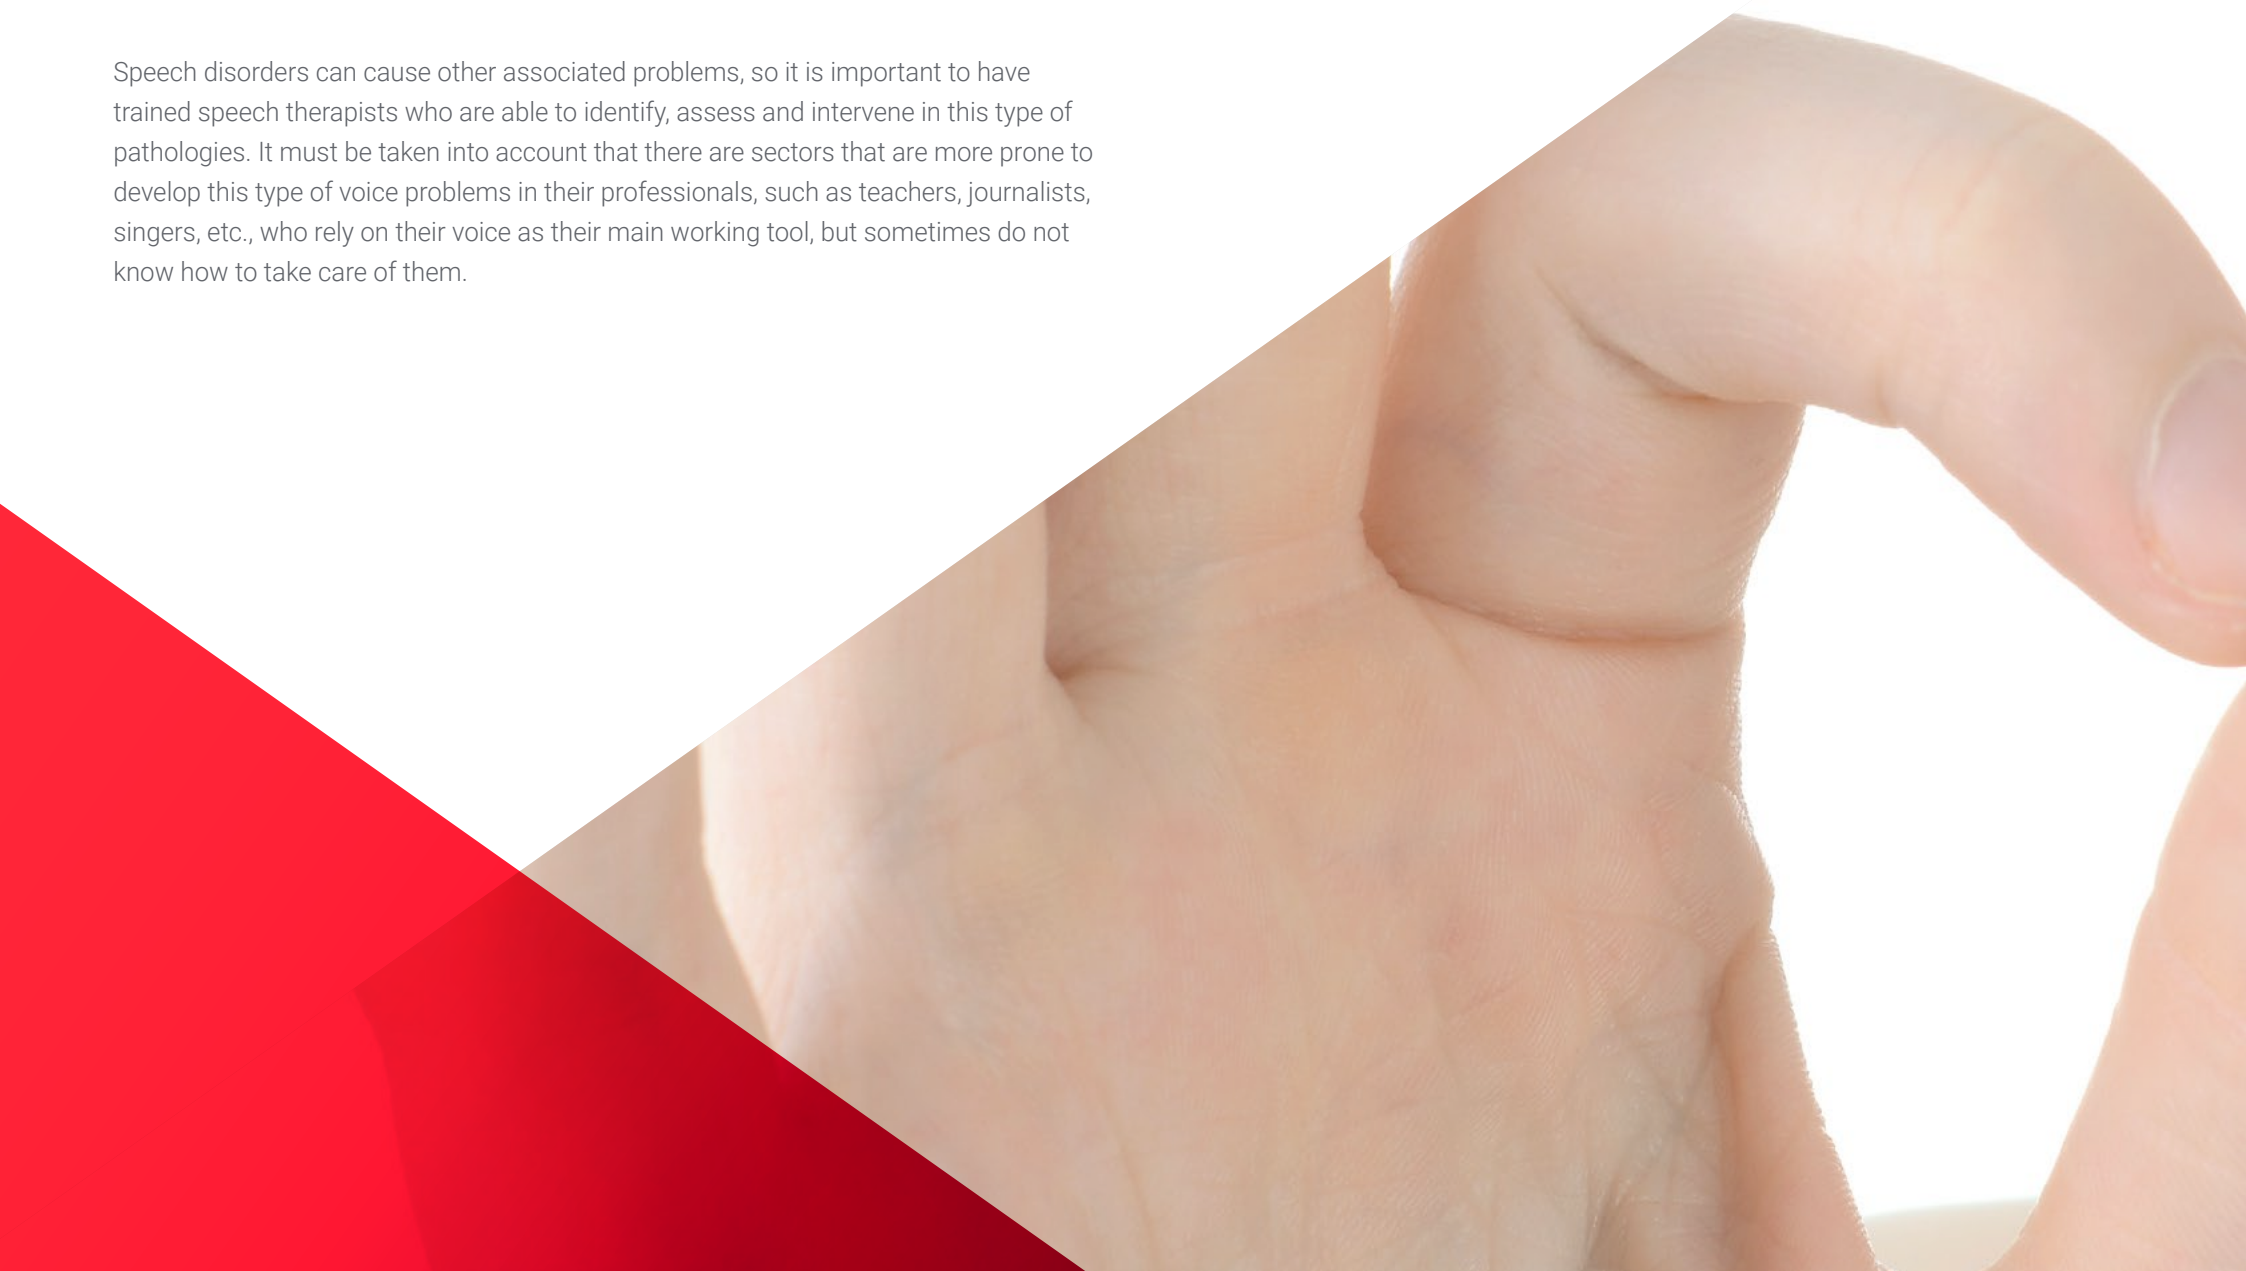 Speech disorders can cause other associated problems, so it is important to have
trained speech therapists who are able to identify, assess and intervene in this type of
pathologies. It must be taken into account that there are sectors that are more prone to
develop this type of voice problems in their professionals, such as teachers, journalists,
singers, etc., who rely on their voice as their main working tool, but sometimes do not
know how to take care of them.